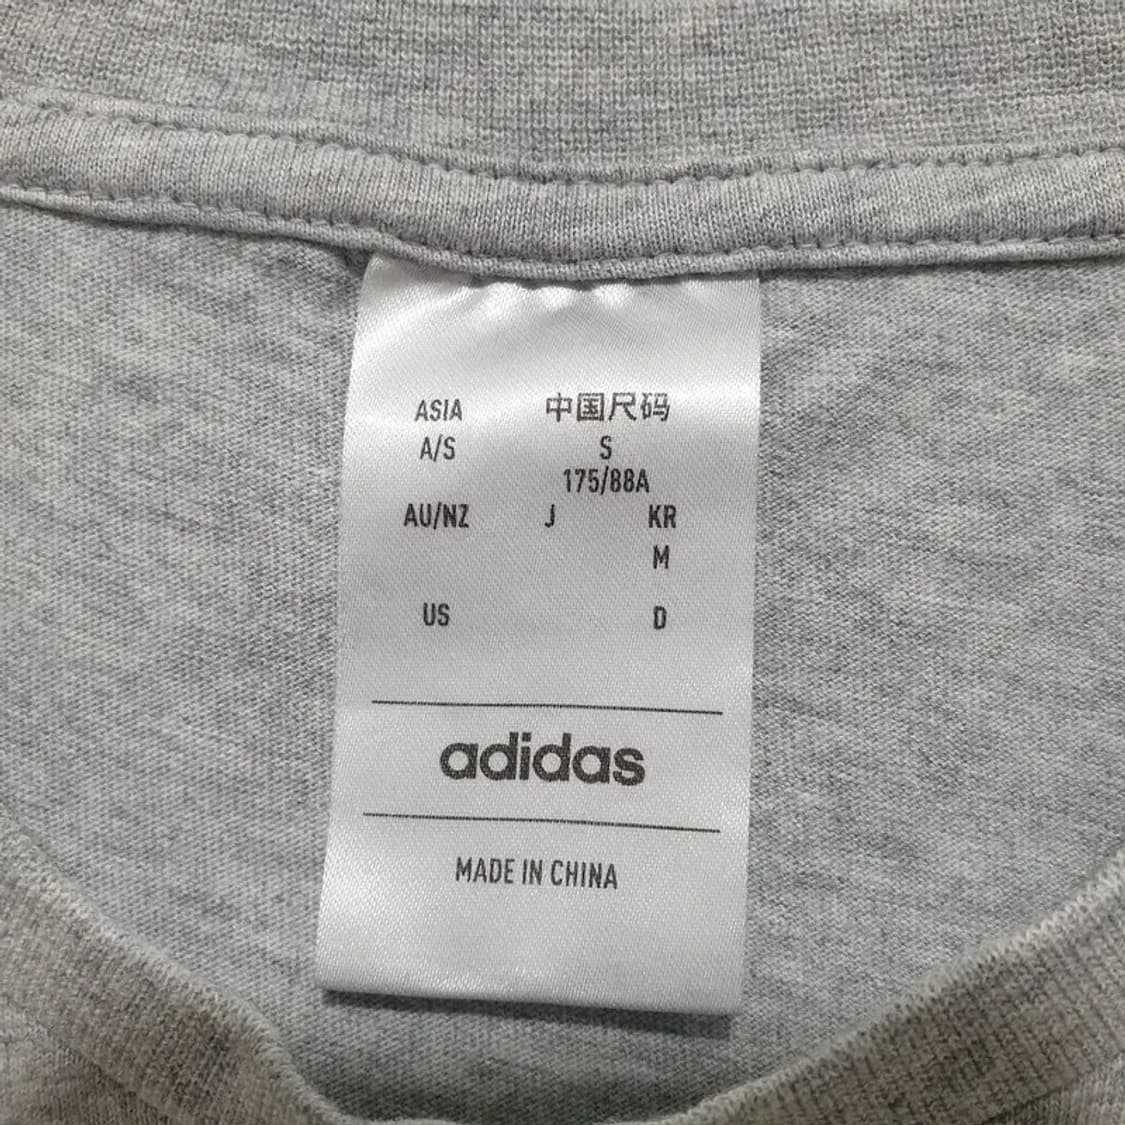 ASIA 中国尺码
A/S S
175/88A
AU/NZ J KR
M
US D
adidas
MADE IN CHINA